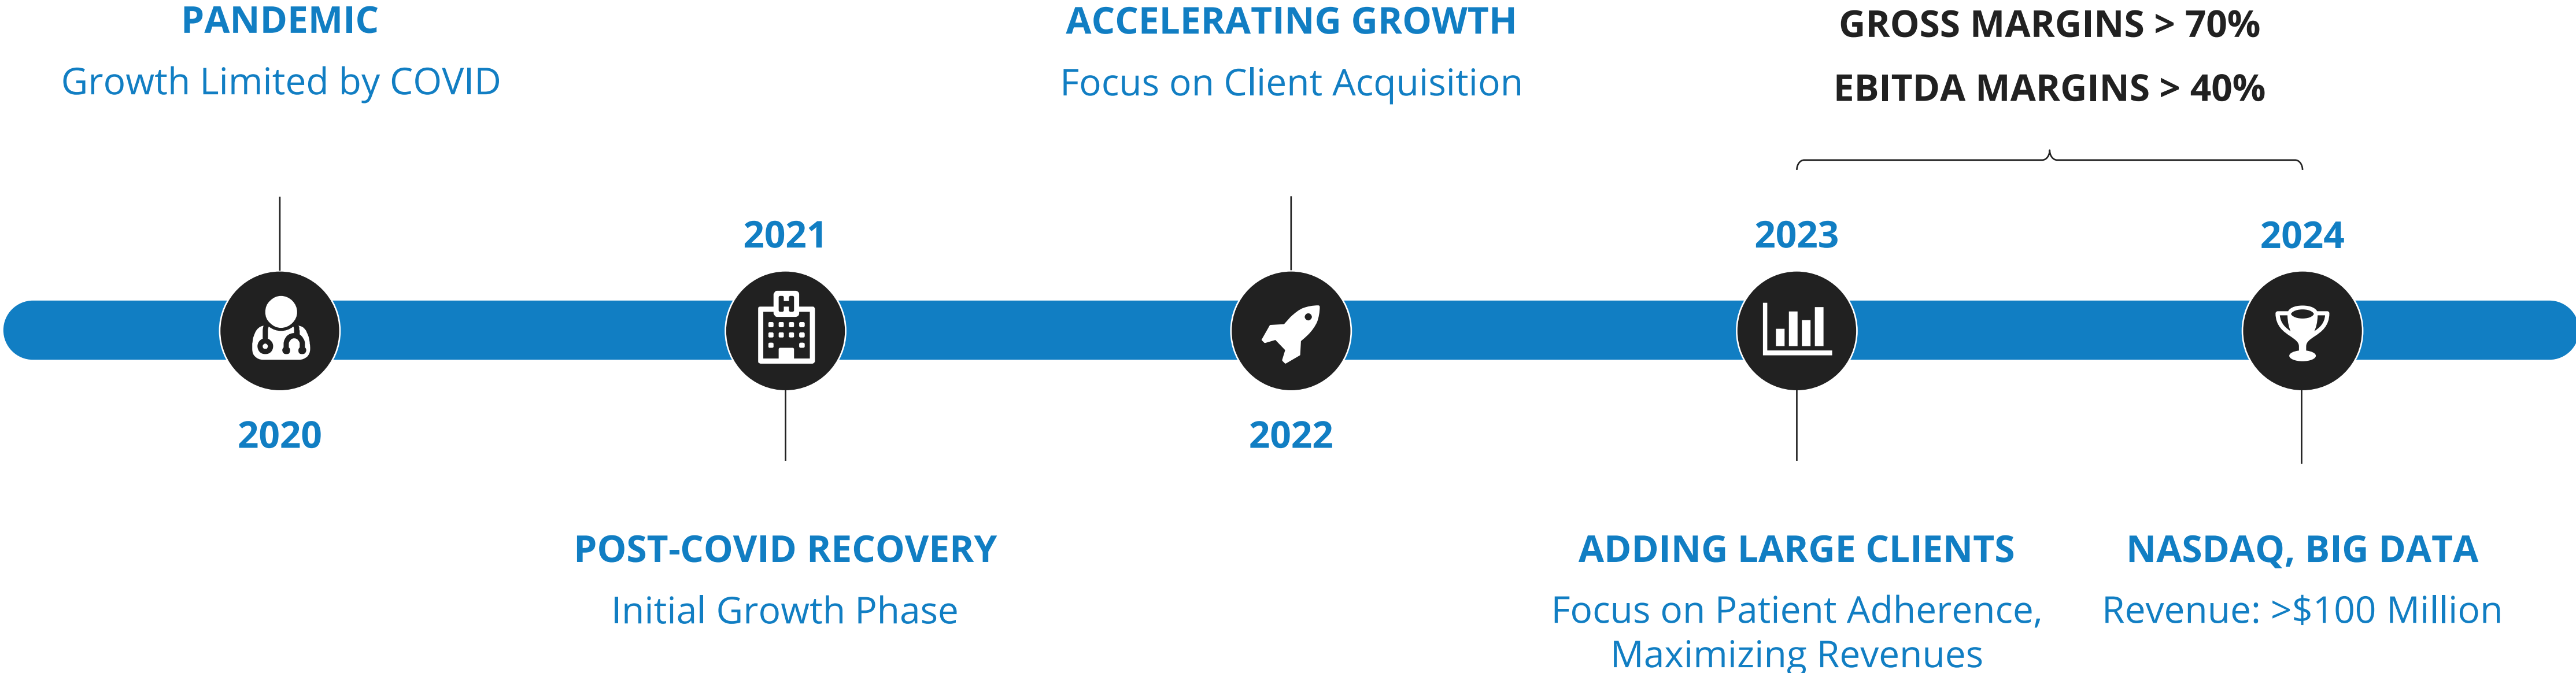 PANDEMIC
Growth Limited by COVID
ACCELERATING GROWTH
Focus on Client Acquisition
GROSS MARGINS > 70%
EBITDA MARGINS > 40%
2021
2023
2024
H
2020
2022
POST-COVID RECOVERY
Initial Growth Phase
ADDING LARGE CLIENTS
Focus on Patient Adherence,
Maximizing Revenues
NASDAQ, BIG DATA
Revenue: >$100 Million